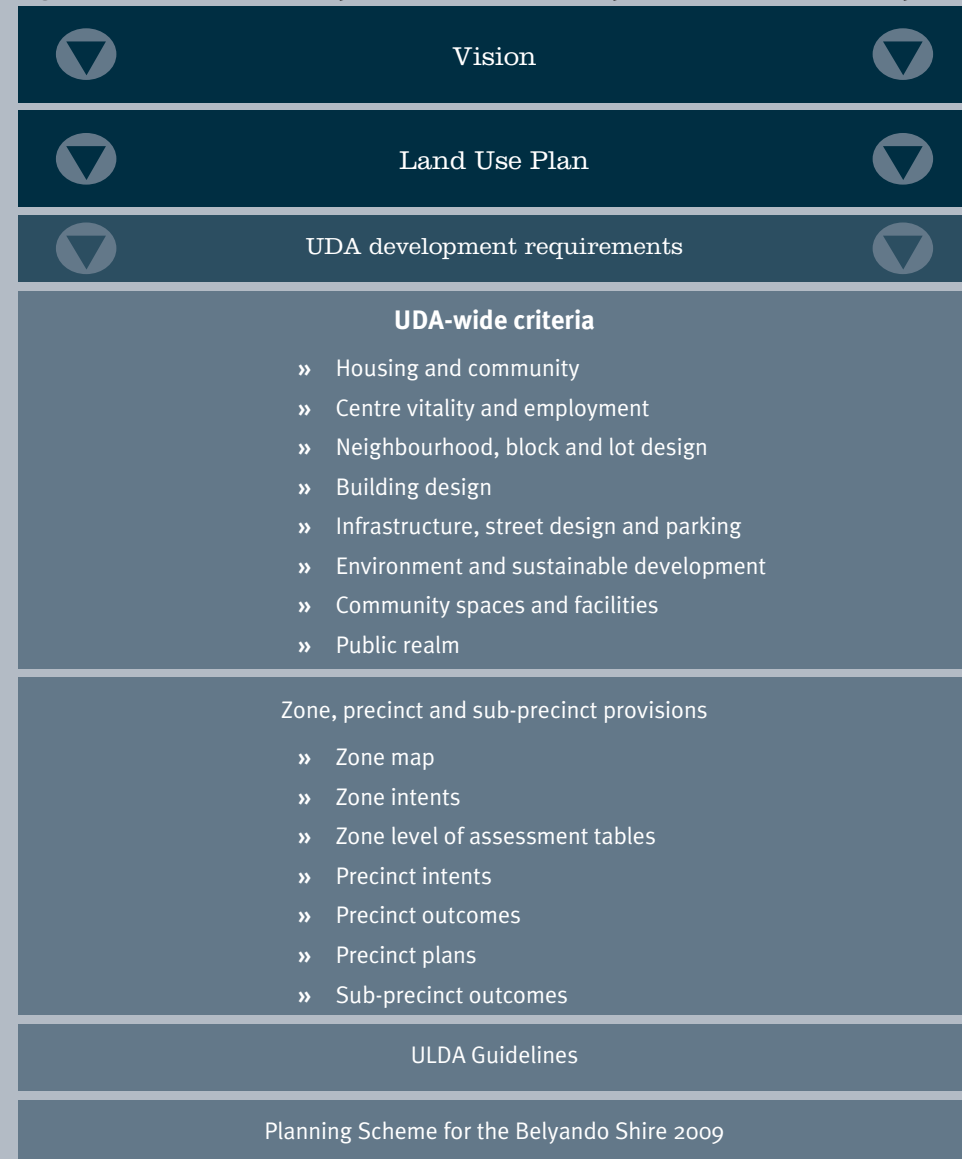 Vision
Land Use Plan
UDA development requirements
UDA-wide criteria
» Housing and community
» Centre vitality and employment
» Neighbourhood, block and lot design
» Building design
» Infrastructure, street design and parking
» Environment and sustainable development
» Community spaces and facilities
» Public realm
Zone, precinct and sub-precinct provisions
» Zone map
» Zone intents
» Zone level of assessment tables
» Precinct intents
» Precinct outcomes
» Precinct plans
» Sub-precinct outcomes
ULDA Guidelines
Planning Scheme for the Belyando Shire 2009